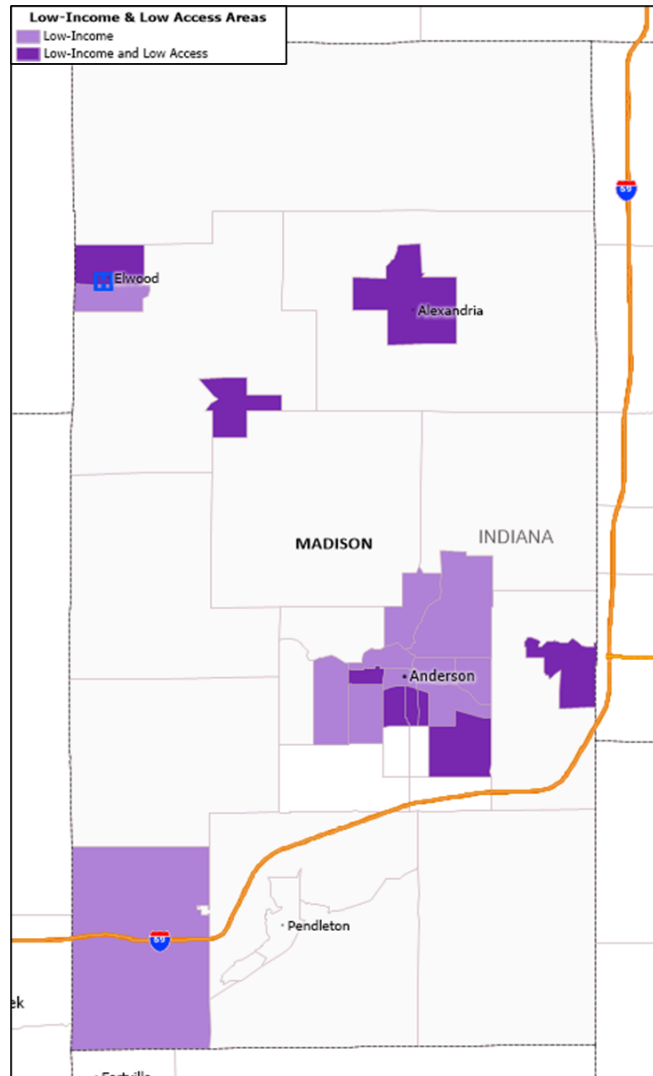 Low-Income & Low Access Areas
Low-Income
Low-Income and Low Access
69
Elwood
Alexandria
INDIANA
MADISON
Anderson
Pendleton
69
ek